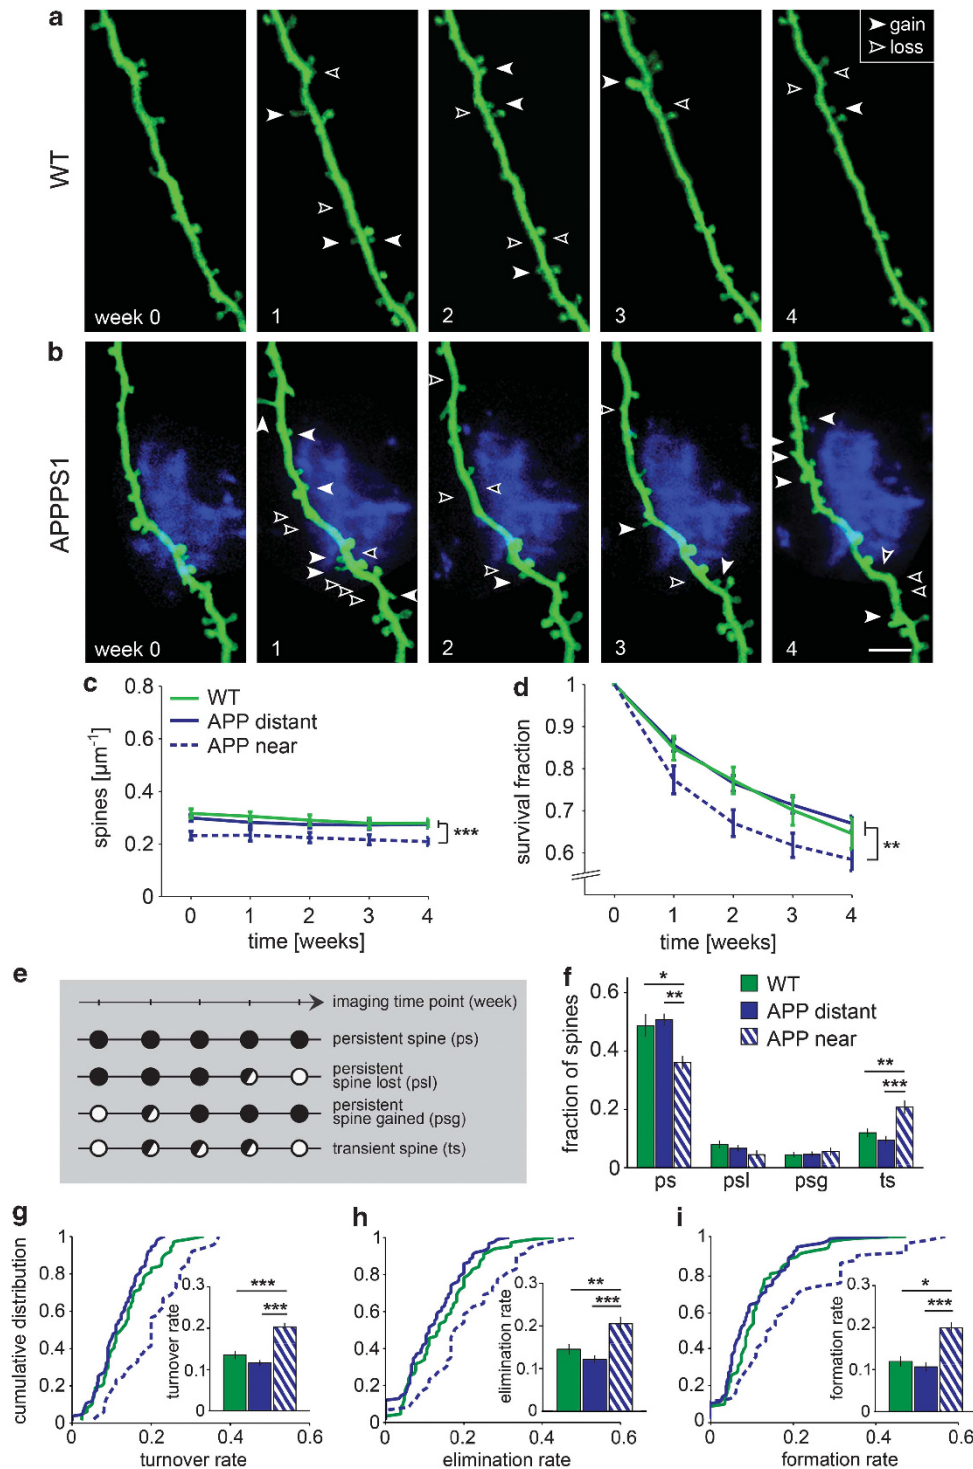 a
gain
loss
WT
week 0
1
2
3
4
b
APPPS1
week 0
1
2
3
4
c
WT
APP distant
APP near
spines [µm⁻¹]
0.8
0.6
0.4
0.2
0
***
0 1 2 3 4
time [weeks]
d
survival fraction
1
0.9
0.8
0.7
0.6
**
0 1 2 3 4
time [weeks]
e
imaging time point (week)
persistent spine (ps)
persistent
spine lost (psl)
persistent
spine gained (psg)
transient spine (ts)
f
WT
APP distant
APP near
fraction of spines
0.6
0.4
0.2
0
*
**
**
***
ps psl psg ts
g
cumulative distribution
1
0.8
0.6
0.4
0.2
0
0 0.2 0.4 0.6
turnover rate
turnover rate
0.3
0.2
0.1
0
***
***
h
1
0.8
0.6
0.4
0.2
0
0 0.2 0.4 0.6
elimination rate
elimination rate
0.3
0.2
0.1
0
**
***
i
1
0.8
0.6
0.4
0.2
0
0 0.2 0.4 0.6
formation rate
formation rate
0.3
0.2
0.1
0
*
***